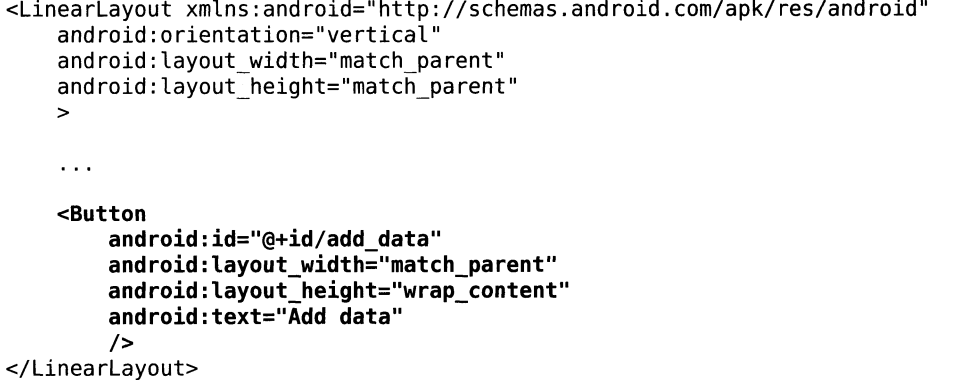 <LinearLayout xmlns:android="http://schemas.android.com/apk/res/android"
    android:orientation="vertical"
    android:layout_width="match_parent"
    android:layout_height="match_parent"
    >

    ...

    <Button
        android:id="@+id/add_data"
        android:layout_width="match_parent"
        android:layout_height="wrap_content"
        android:text="Add data"
        />
</LinearLayout>